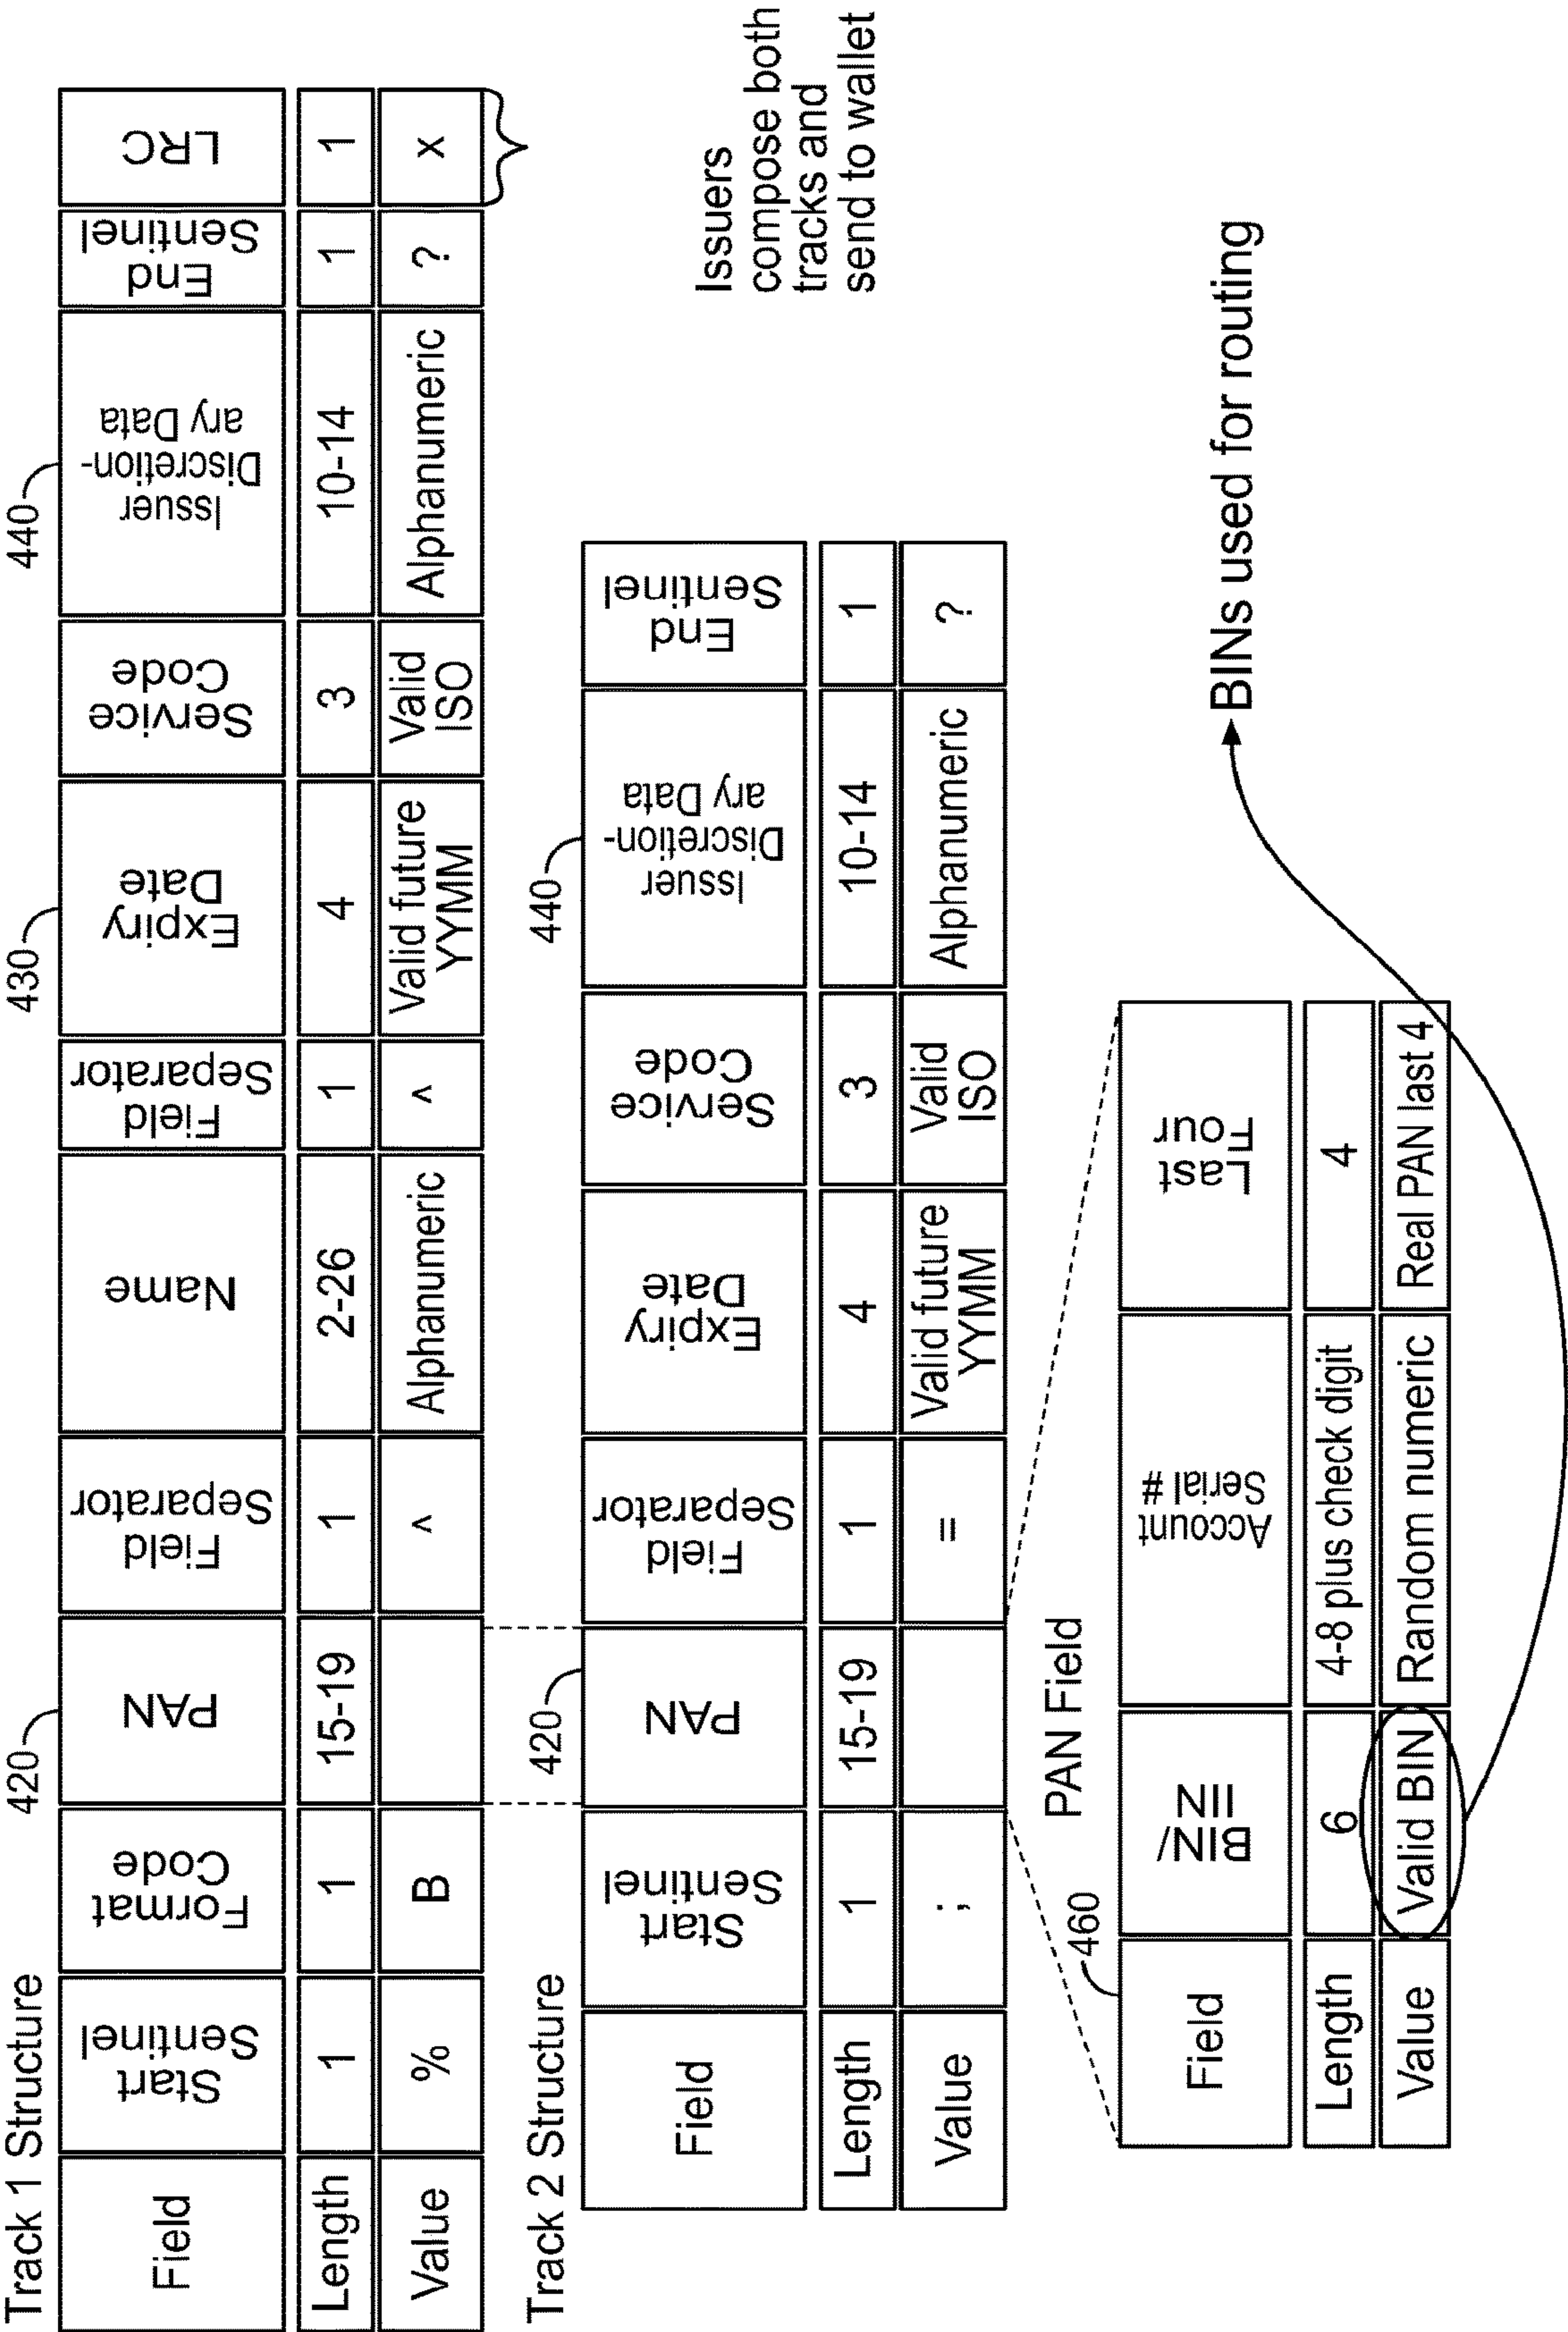 Track 1 Structure
420
430
440
Field
Start
Sentinel
Format
Code
PAN
Field
Separator
Name
Field
Separator
Expiry
Date
Service
Code
Issuer
Discretion-
ary Data
End
Sentinel
LRC
Length
1
1
15-19
1
2-26
1
4
3
10-14
1
1
Value
%
B
^
Alphanumeric
^
Valid future
YYMM
Valid
ISO
Alphanumeric
?
x
Track 2 Structure
420
440
Field
Start
Sentinel
PAN
Field
Separator
Expiry
Date
Service
Code
Issuer
Discretion-
ary Data
End
Sentinel
Length
1
15-19
1
4
3
10-14
1
Value
;
=
Valid future
YYMM
Valid
ISO
Alphanumeric
?
Issuers
compose both
tracks and
send to wallet
PAN Field
460
Field
BIN/
IIN
Account
Serial #
Last
Four
Length
6
4-8 plus check digit
4
Value
Valid BIN
Random numeric
Real PAN last 4
BINs used for routing